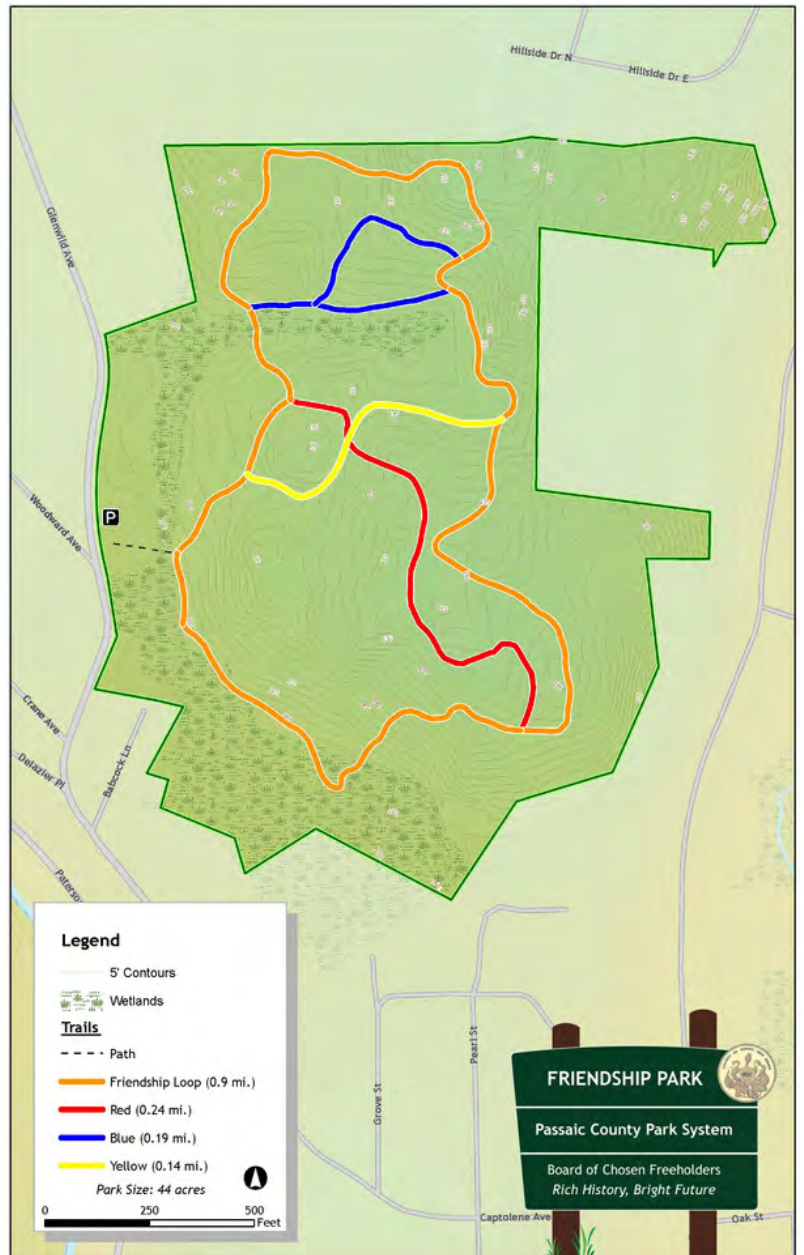 Hillside Dr N
Hillside Dr E
Glenwild Ave
P
Woodward Ave
Crane Ave
Delazier Pl
Babcock Ln
Legend
5' Contours
Wetlands
Trails
Path
Friendship Loop (0.9 mi.)
Red (0.24 mi.)
Blue (0.19 mi.)
Yellow (0.14 mi.)
Park Size: 44 acres
0 250 500
Feet
Grove St
Pearl St
Captolene Ave
Oak St
FRIENDSHIP PARK
Passaic County Park System
Board of Chosen Freeholders
Rich History, Bright Future